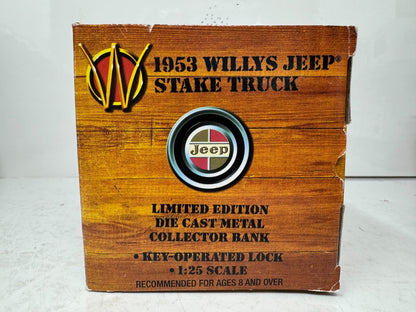 1953 WILLYS JEEP®
STAKE TRUCK
Jeep
LIMITED EDITION
DIE CAST METAL
COLLECTOR BANK
• KEY-OPERATED LOCK
• 1:25 SCALE
RECOMMENDED FOR AGES 8 AND OVER